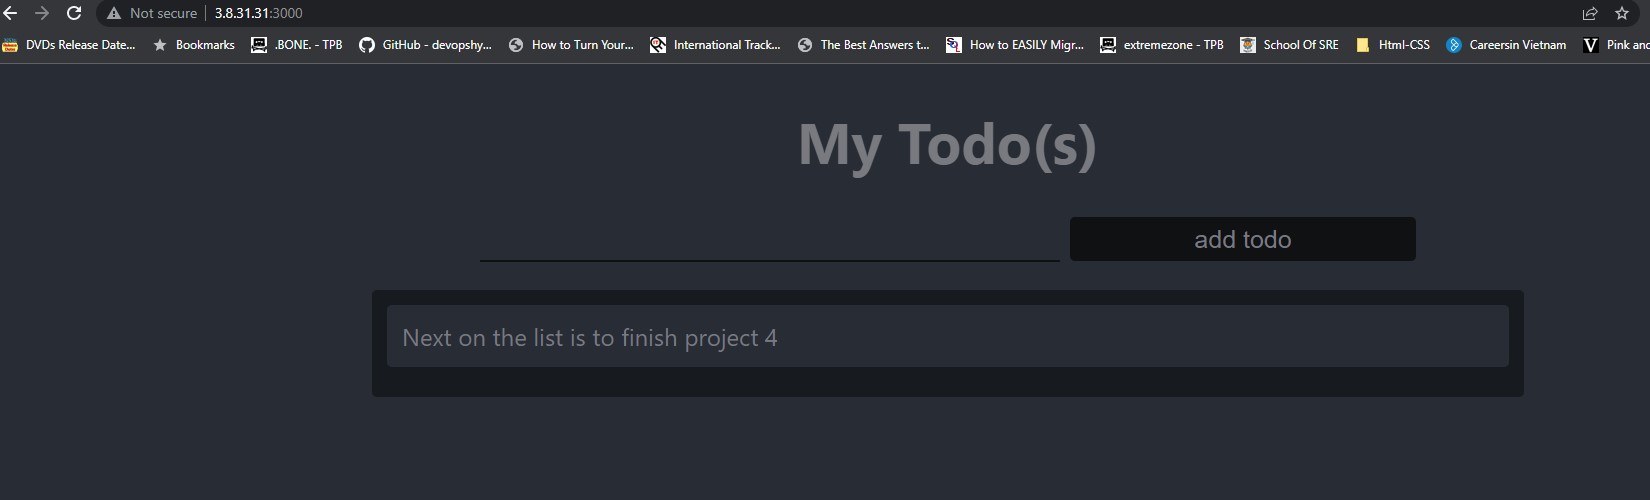 Not secure 3.8.31.31:3000
DVDs Release Date... Bookmarks .BONE. - TPB GitHub - devopshy... How to Turn Your... International Track... The Best Answers t... How to EASILY Migr... extremezone - TPB School Of SRE Html-CSS Careersin Vietnam Pink and
My Todo(s)
add todo
Next on the list is to finish project 4